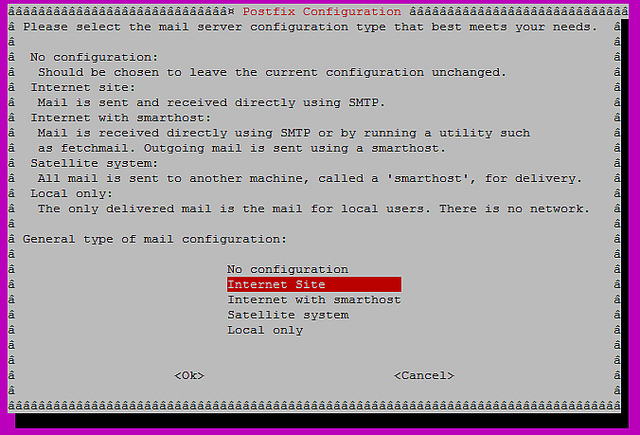 âââââââââââââââââââââââââââââ¤ Postfix Configuration ââââââââââââââââââââââââââââ
â Please select the mail server configuration type that best meets your needs. â
â â
â No configuration: â
â Should be chosen to leave the current configuration unchanged. â
â Internet site: â
â Mail is sent and received directly using SMTP. â
â Internet with smarthost: â
â Mail is received directly using SMTP or by running a utility such â
â as fetchmail. Outgoing mail is sent using a smarthost. â
â Satellite system: â
â All mail is sent to another machine, called a 'smarthost', for delivery. â
â Local only: â
â The only delivered mail is the mail for local users. There is no network. â
â â
â General type of mail configuration: â
â â
â No configuration â
â Internet Site â
â Internet with smarthost â
â Satellite system â
â Local only â
â â
â â
â <Ok> <Cancel> â
â â
ââââââââââââââââââââââââââââââââââââââââââââââââââââââââââââââââââââââââââââââââ